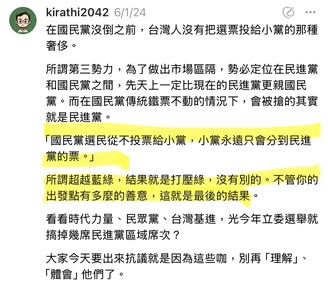 kirathi2042 6/1/24
在國民黨沒倒之前，台灣人沒有把選票投給小黨的那種
奢侈。
所謂第三勢力，為了做出市場區隔，勢必定位在民進黨
和國民黨之間，先天上一定比現在的民進黨更親國民
黨。而在國民黨傳統鐵票不動的情況下，會被搶的其實
就是民進黨。
「國民黨選民從不投票給小黨，小黨永遠只會分到民進
黨的票。」
所謂超越藍綠，結果就是打壓綠，沒有別的。不管你的
出發點有多麼的善意，這就是最後的結果。
看看時代力量、民眾黨、台灣基進，光今年立委選舉就
搞掉幾席民進黨區域席次？
大家今天要出來抗議就是因為這些咖，別再「理解」、
「體會」他們了。